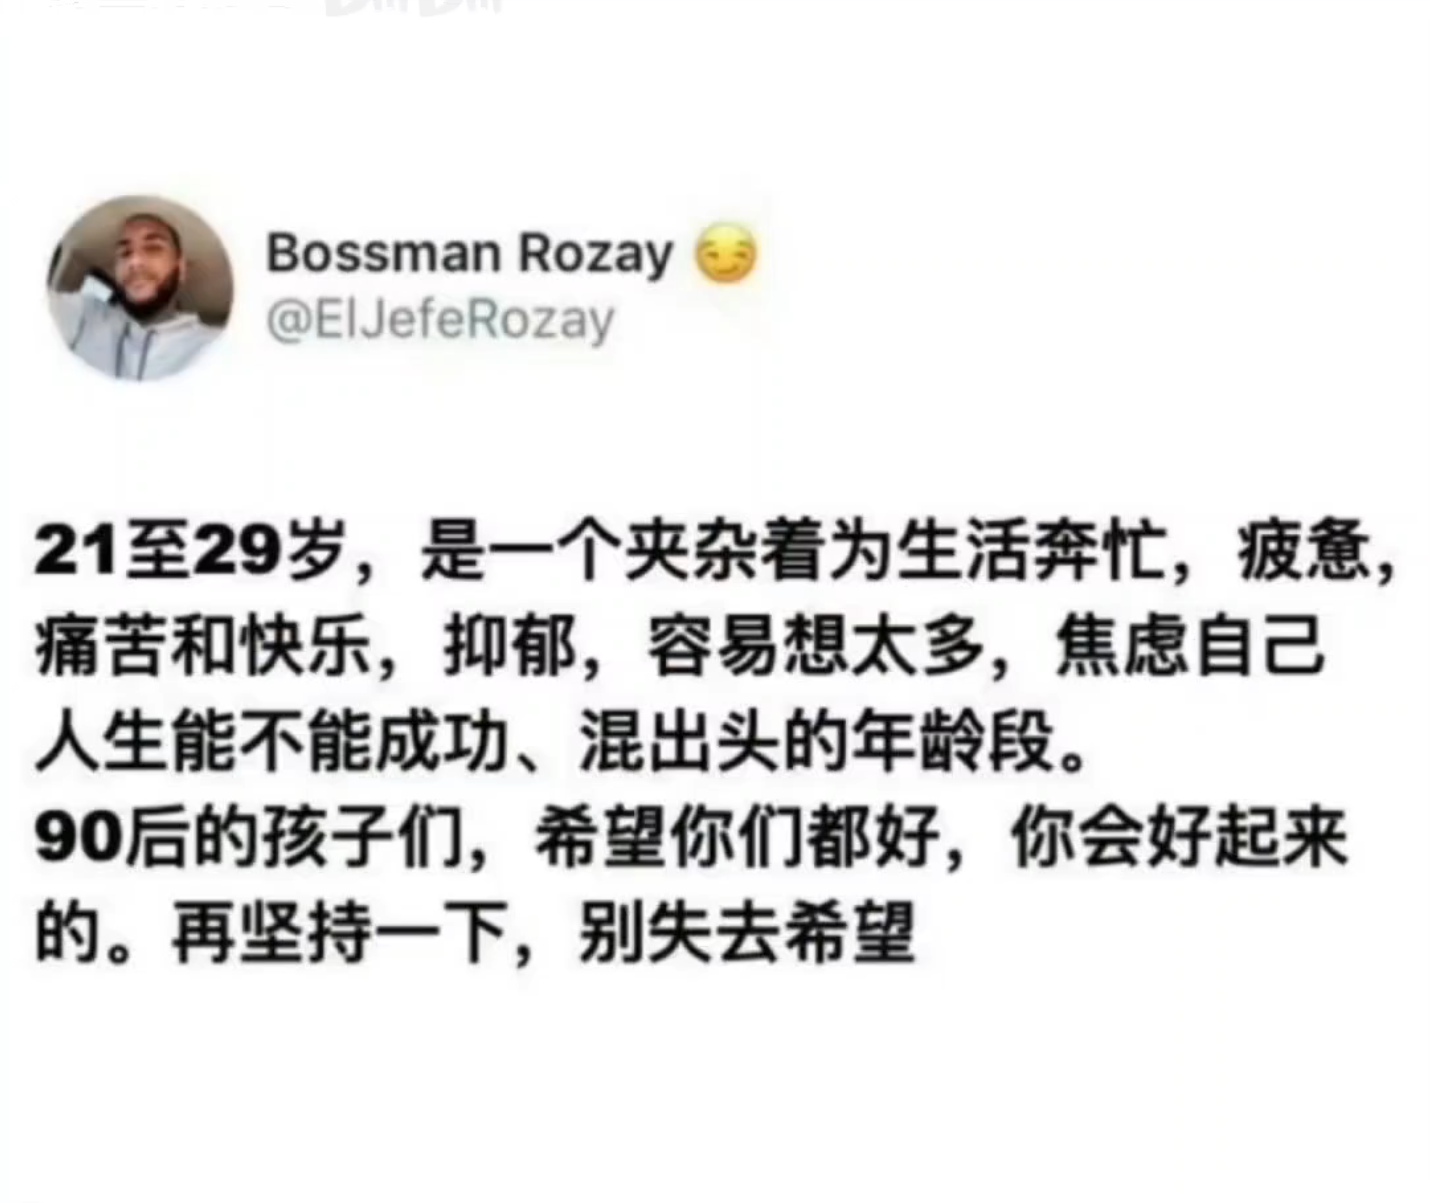 Bossman Rozay 😏
@ElJefeRozay
21至29岁，是一个夹杂着为生活奔忙，疲惫，
痛苦和快乐，抑郁，容易想太多，焦虑自己
人生能不能成功、混出头的年龄段。
90后的孩子们，希望你们都好，你会好起来
的。再坚持一下，别失去希望